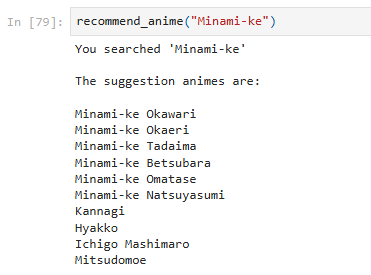 In [79]: recommend_anime("Minami-ke")
You searched 'Minami-ke'
The suggestion animes are:
Minami-ke Okawari
Minami-ke Okaeri
Minami-ke Tadaima
Minami-ke Betsubara
Minami-ke Omatase
Minami-ke Natsuyasumi
Kannagi
Hyakko
Ichigo Mashimaro
Mitsudomoe